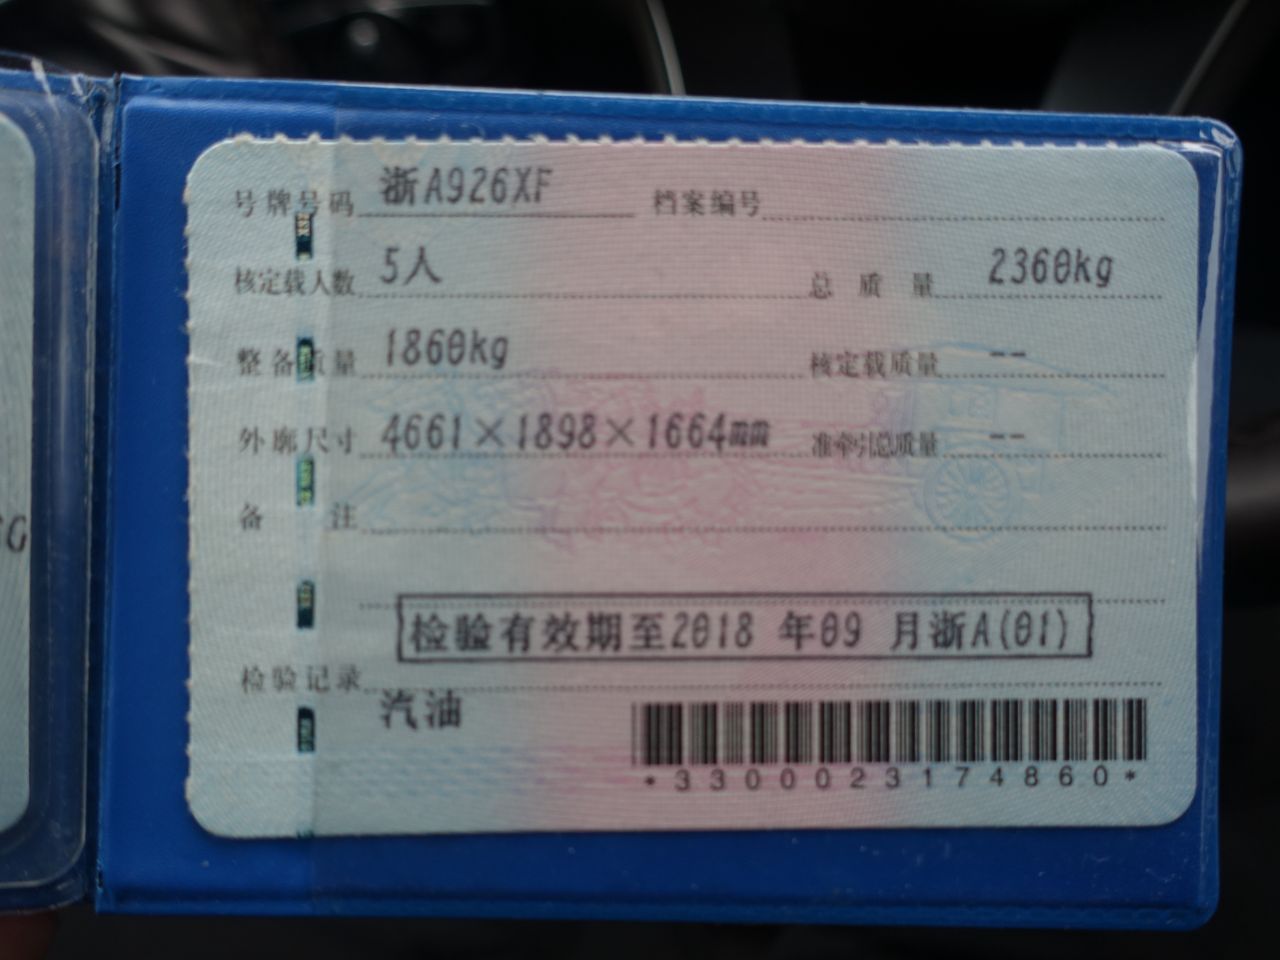 号牌号码 浙A926XF 档案编号
核定载人数 5人 总质量 2360kg
整备质量 1860kg 核定载质量 --
外廓尺寸 4661×1898×1664mm 准牵引总质量 --
备注
检验有效期至2018 年09 月浙A(01)
检验记录
汽油
*3300023174860*